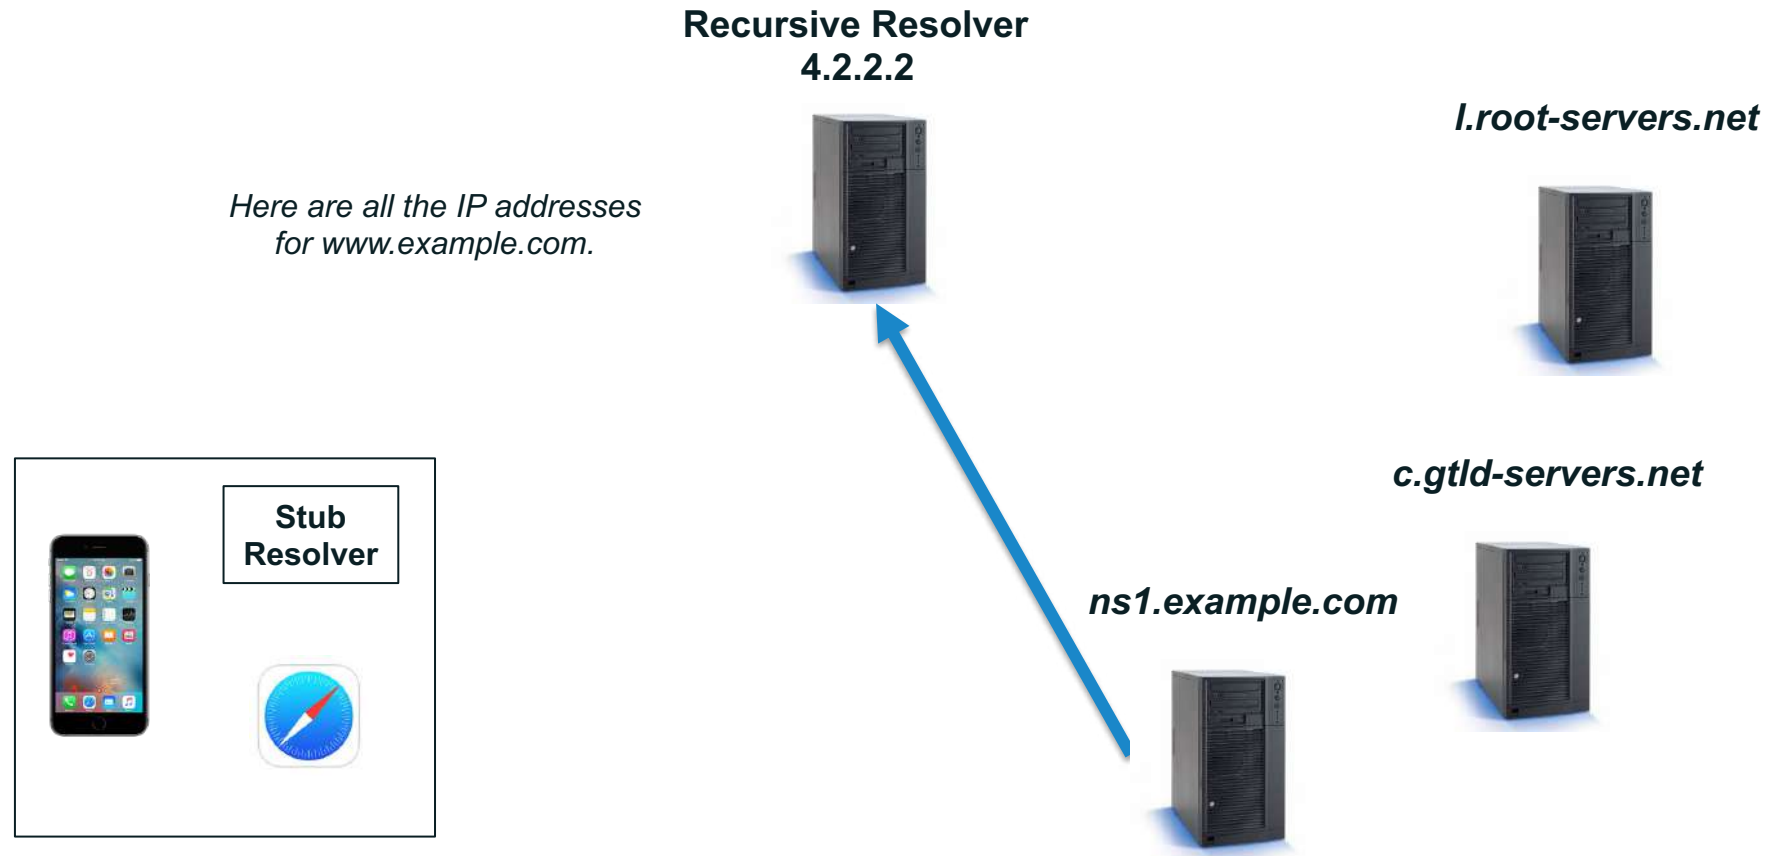 Recursive Resolver
4.2.2.2
l.root-servers.net
Here are all the IP addresses
for www.example.com.
c.gtld-servers.net
Stub
Resolver
ns1.example.com